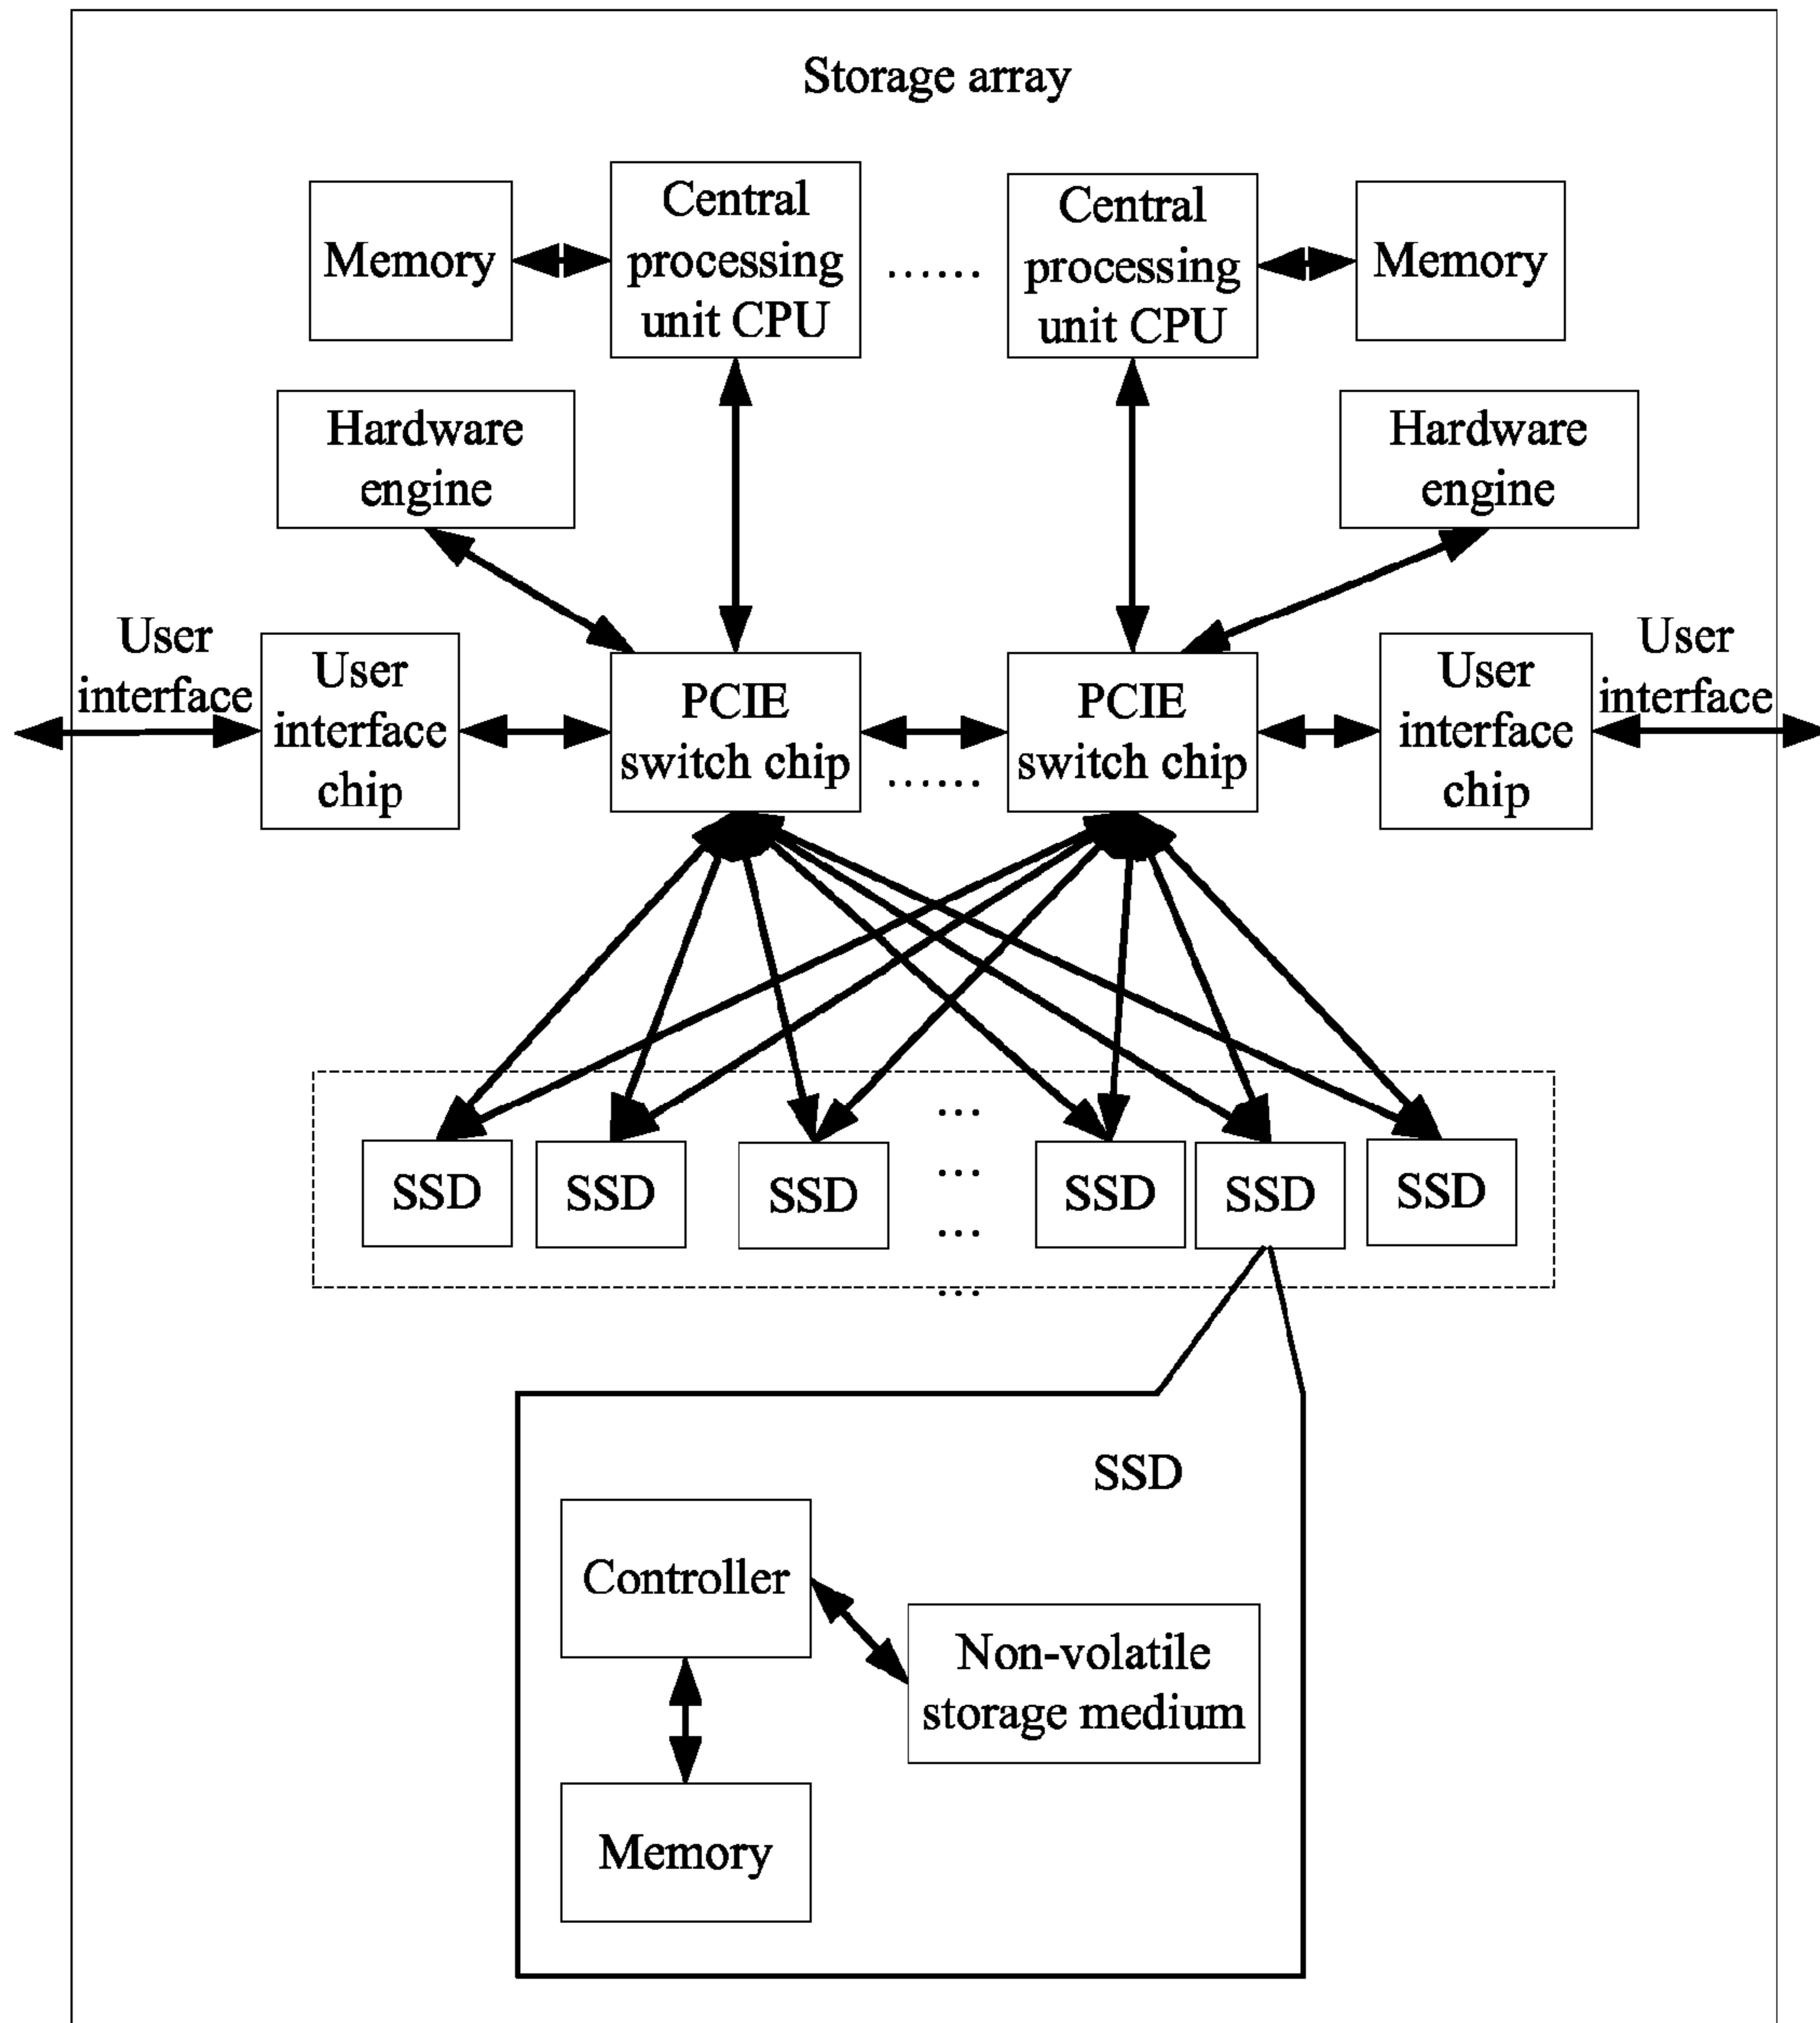 Storage array
Memory
Central
processing
unit CPU
......
Central
processing
unit CPU
Memory
Hardware
engine
Hardware
engine
User
interface
User
interface
chip
PCIE
switch chip
......
PCIE
switch chip
User
interface
chip
User
interface
SSD
SSD
SSD
...
...
...
...
SSD
SSD
SSD
SSD
Controller
Non-volatile
storage medium
Memory